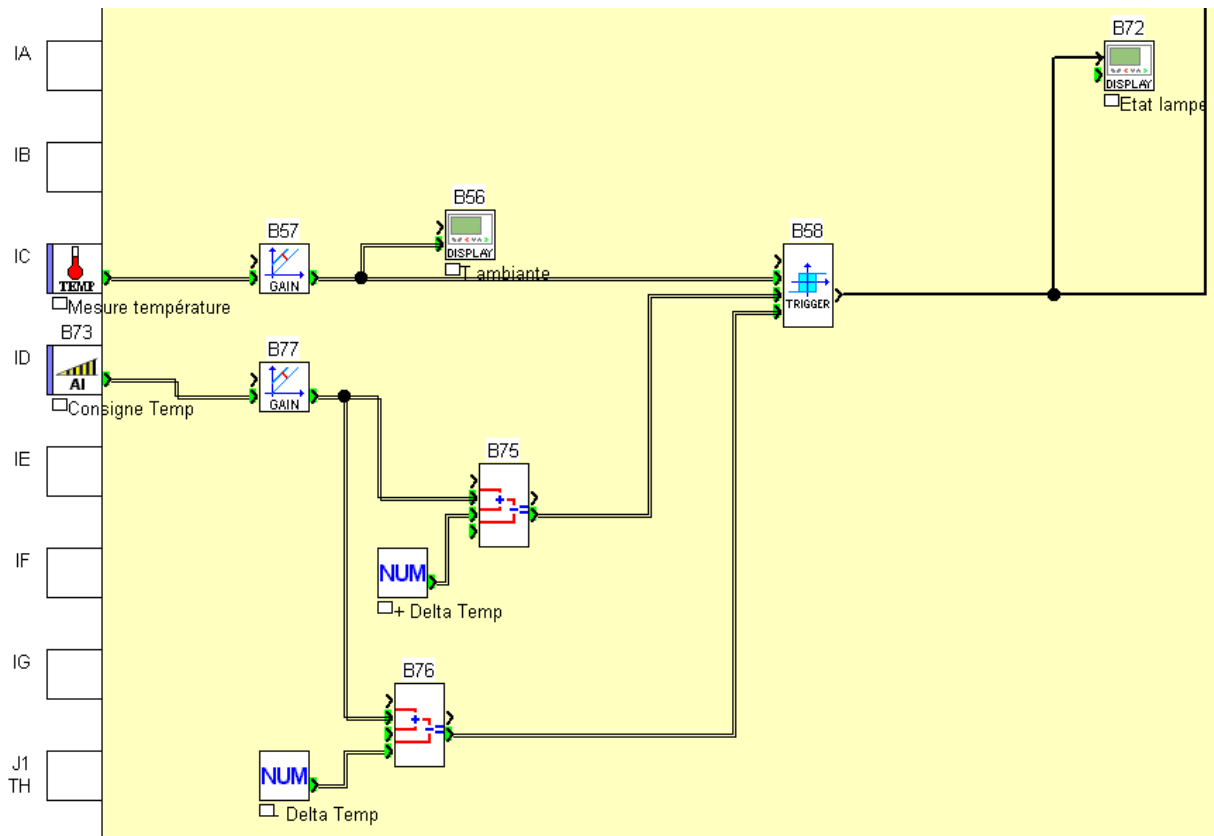 B72
IA
DISPLAY
Etat lampe
IB
B56
B57
B58
IC
DISPLAY
TEMP
GAIN
T ambiante
TRIGGER
Mesure température
B73
ID
B77
AI
GAIN
Consigne Temp
IE
B75
IF
NUM
+ Delta Temp
IG
B76
J1
TH
NUM
- Delta Temp